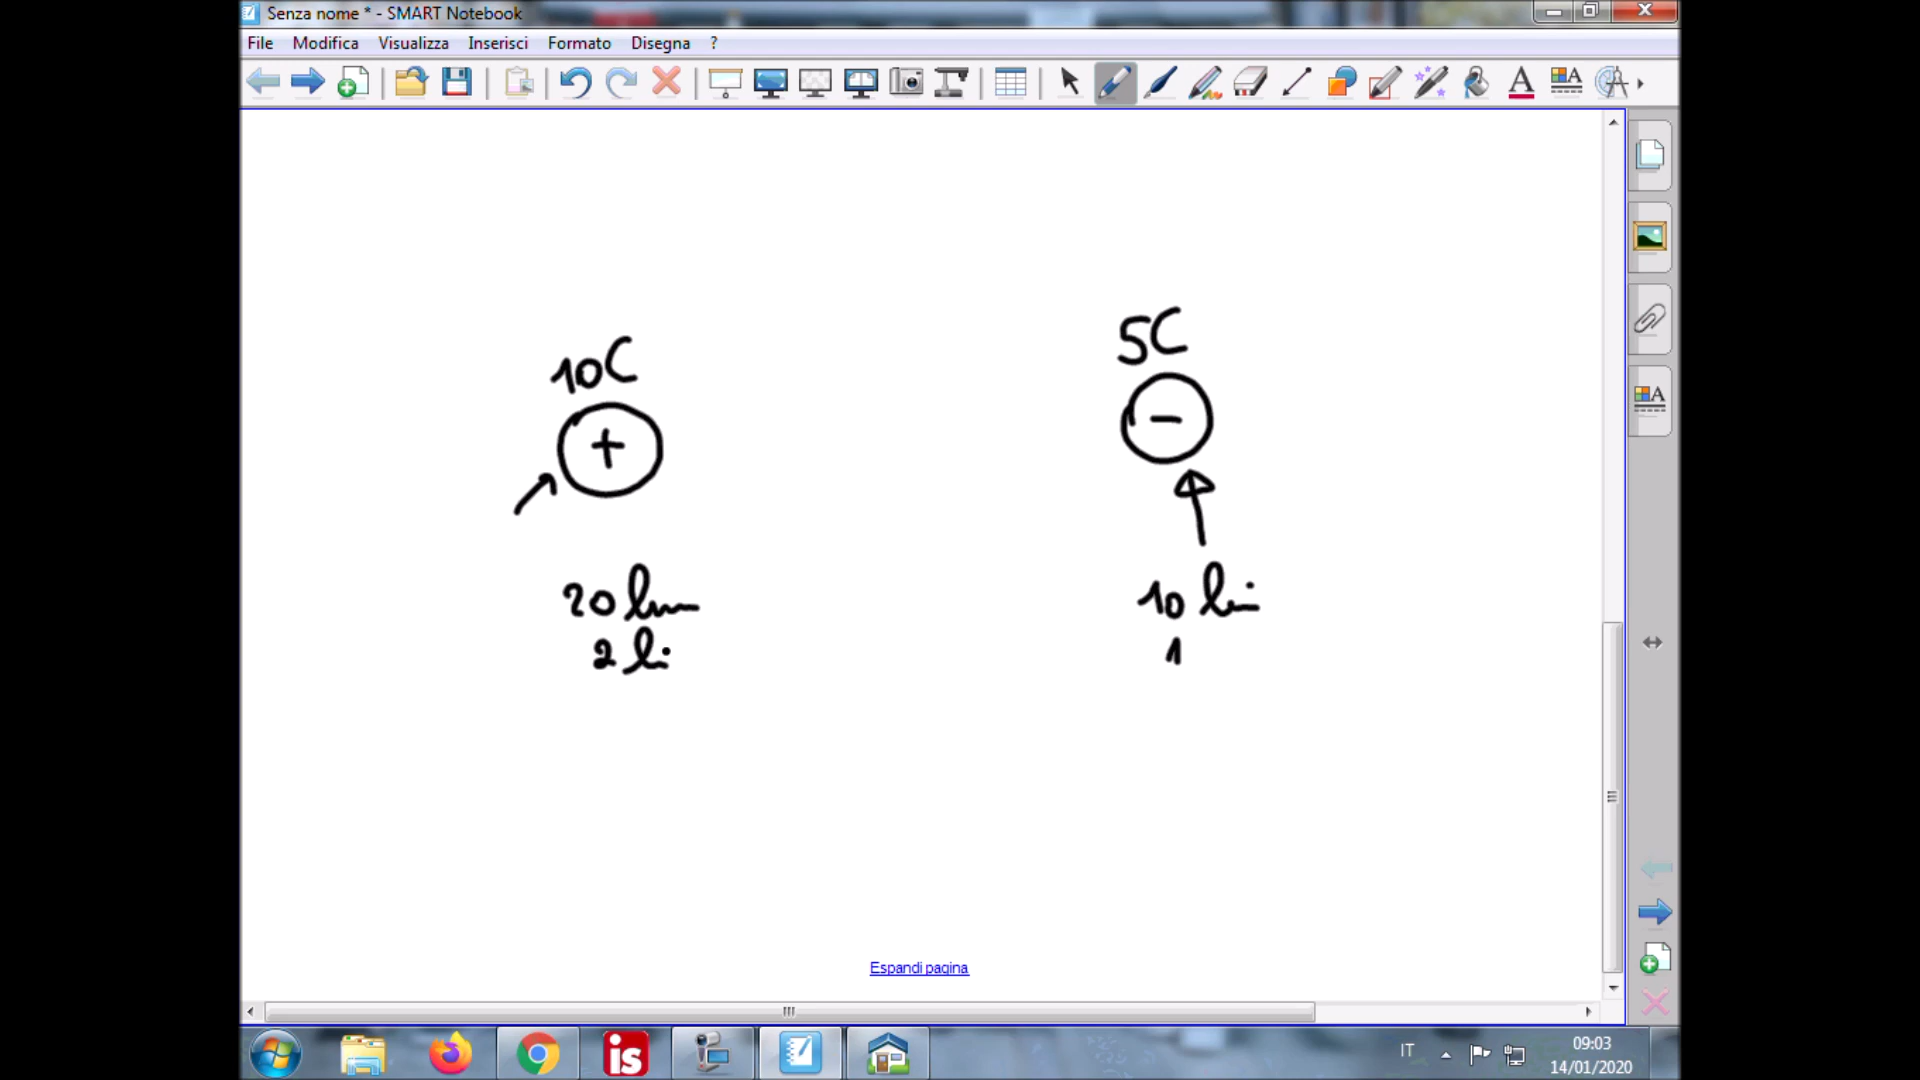 Senza nome * - SMART Notebook
File Modifica Visualizza Inserisci Formato Disegna ?
10C
5C
+
-
20
10 li
2 li
1
Espandi pagina
is
IT
09:03
14/01/2020